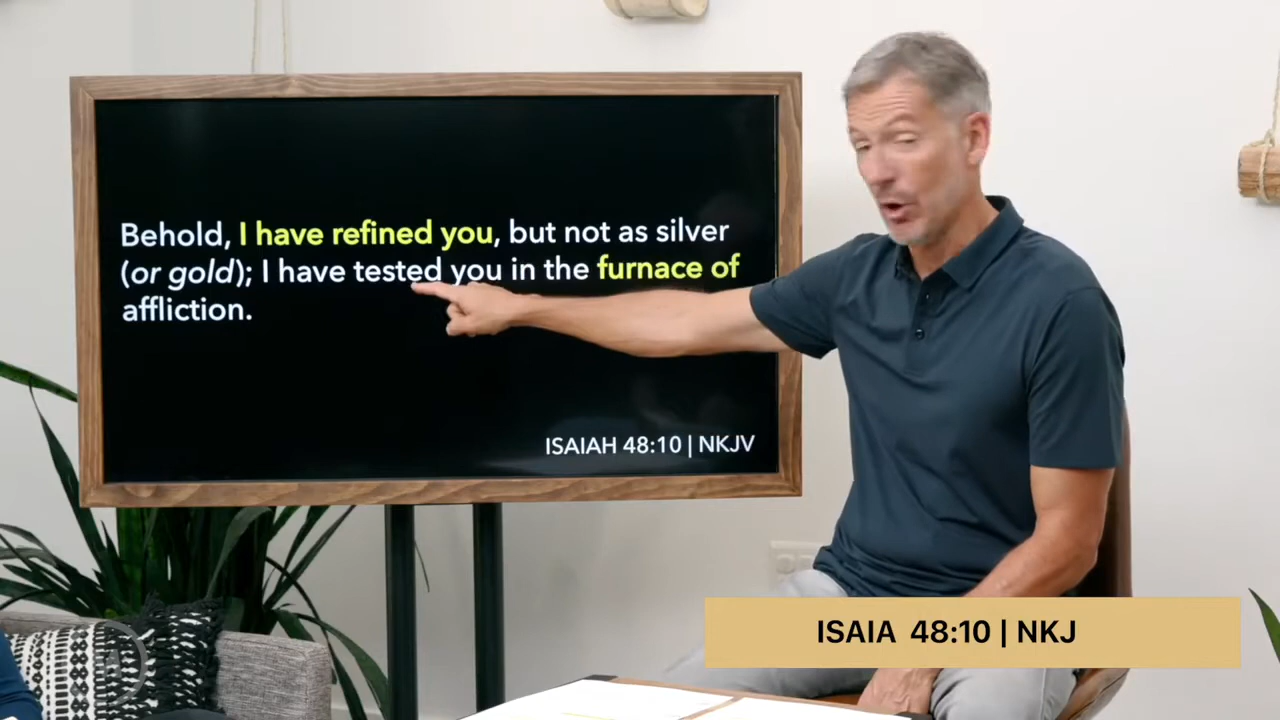 Behold, I have refined you, but not as silver
(or gold); I have tested you in the furnace of
affliction.
ISAIAH 48:10 | NKJV
ISAIA 48:10 | NKJ